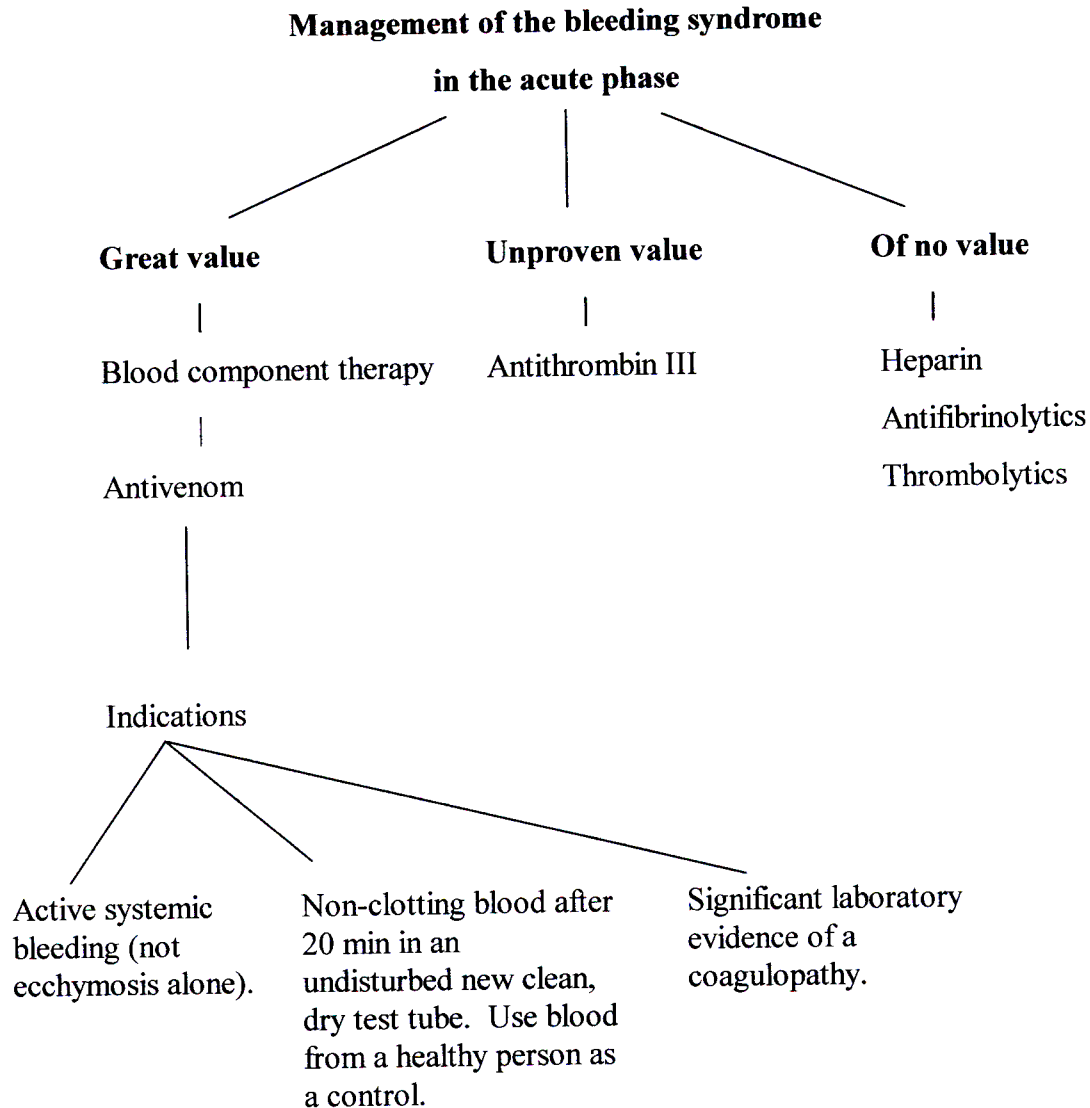 Management of the bleeding syndrome
in the acute phase
Great value
Unproven value
Of no value
Blood component therapy
Antithrombin III
Heparin
Antifibrinolytics
Thrombolytics
Antivenom
Indications
Active systemic
bleeding (not
ecchymosis alone).
Non-clotting blood after
20 min in an
undisturbed new clean,
dry test tube.  Use blood
from a healthy person as
a control.
Significant laboratory
evidence of a
coagulopathy.